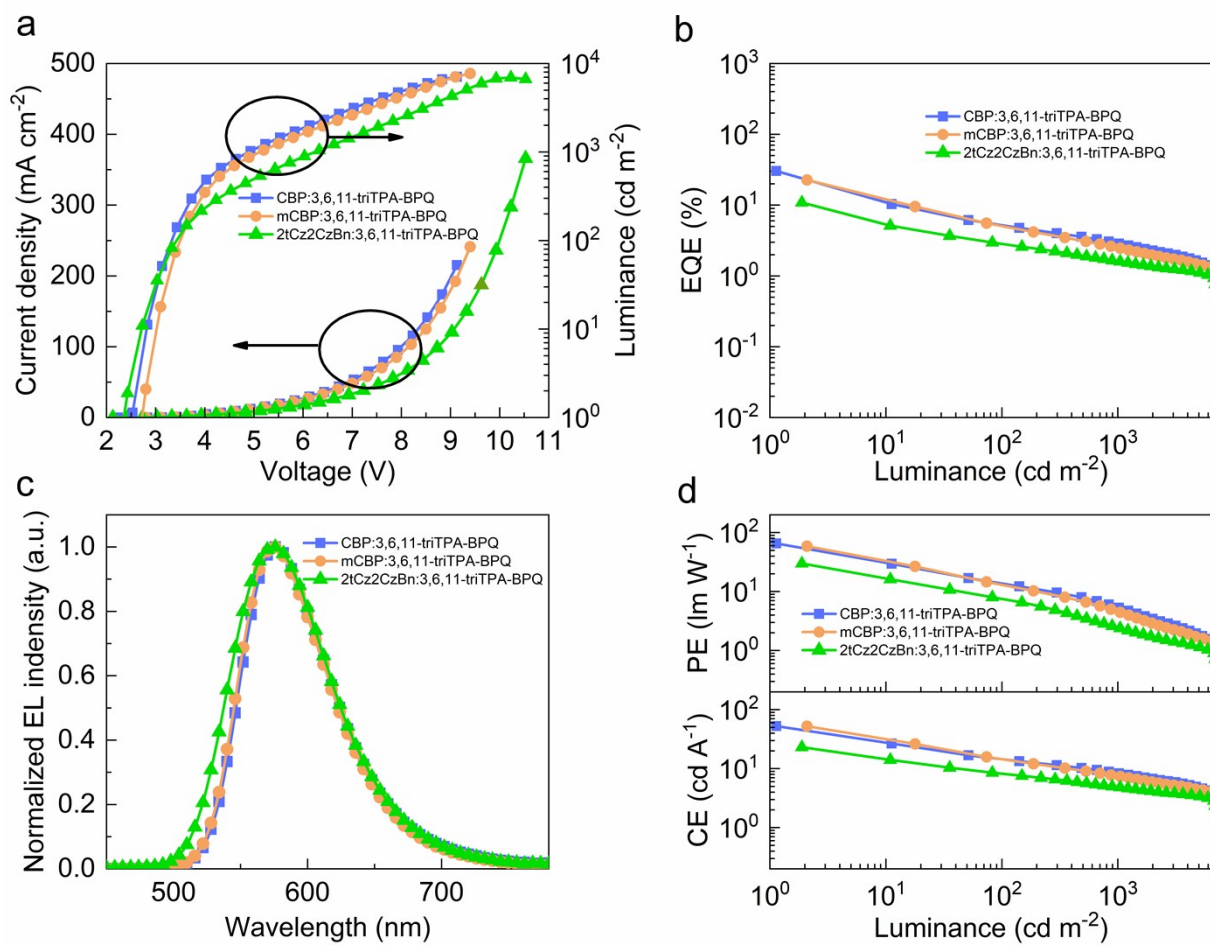 a
Current density (mA cm-2)
500
400
300
200
100
0
2 3 4 5 6 7 8 9 10 11
Voltage (V)
10^4
10^3
10^2
10^1
10^0
Luminance (cd m-2)
CBP:3,6,11-triTPA-BPQ
mCBP:3,6,11-triTPA-BPQ
2tCz2CzBn:3,6,11-triTPA-BPQ
b
EQE (%)
10^3
10^2
10^1
10^0
10^-1
10^-2
10^0 10^1 10^2 10^3
Luminance (cd m-2)
CBP:3,6,11-triTPA-BPQ
mCBP:3,6,11-triTPA-BPQ
2tCz2CzBn:3,6,11-triTPA-BPQ
c
Normalized EL indensity (a.u.)
1.0
0.8
0.6
0.4
0.2
0.0
500 600 700
Wavelength (nm)
CBP:3,6,11-triTPA-BPQ
mCBP:3,6,11-triTPA-BPQ
2tCz2CzBn:3,6,11-triTPA-BPQ
d
PE (lm W-1)
10^2
10^1
10^0
CBP:3,6,11-triTPA-BPQ
mCBP:3,6,11-triTPA-BPQ
2tCz2CzBn:3,6,11-triTPA-BPQ
CE (cd A-1)
10^2
10^1
10^0
10^0 10^1 10^2 10^3
Luminance (cd m-2)